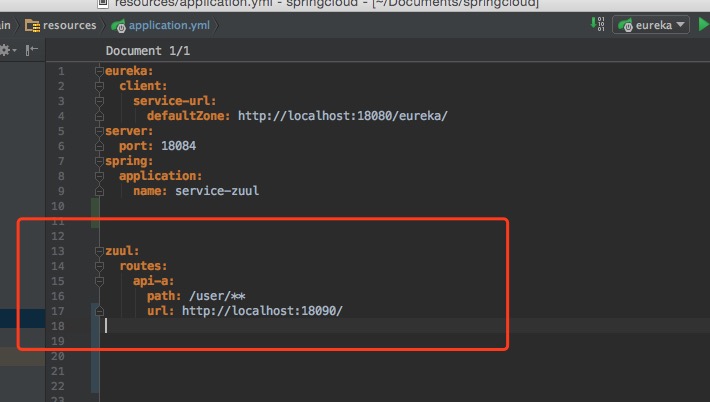 resources/application.yml - springcloud - [~/Documents/springcloud]
ain resources application.yml eureka
Document 1/1
1 eureka:
2 client:
3 service-url:
4 defaultZone: http://localhost:18080/eureka/
5 server:
6 port: 18084
7 spring:
8 application:
9 name: service-zuul
10
11
12
13 zuul:
14 routes:
15 api-a:
16 path: /user/**
17 url: http://localhost:18090/
18
19
20
21
22
23